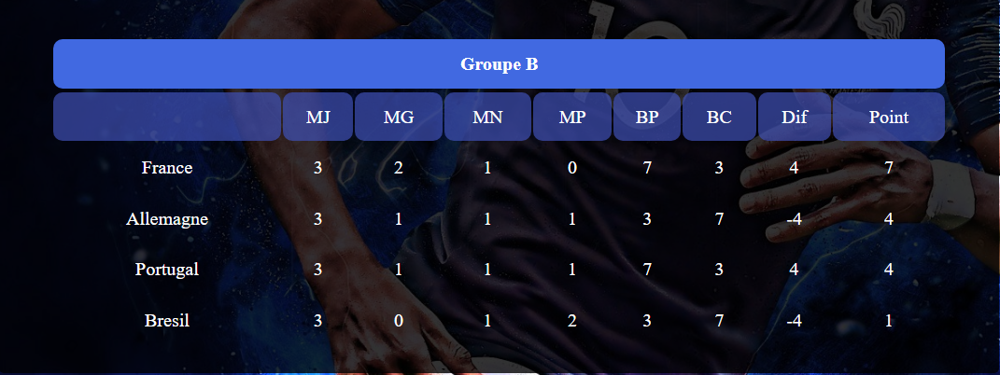 10
Groupe B
MJ MG MN MP BP BC Dif Point
France 3 2 1 0 7 3 4 7
Allemagne 3 1 1 1 3 7 -4 4
Portugal 3 1 1 1 7 3 4 4
Bresil 3 0 1 2 3 7 -4 1